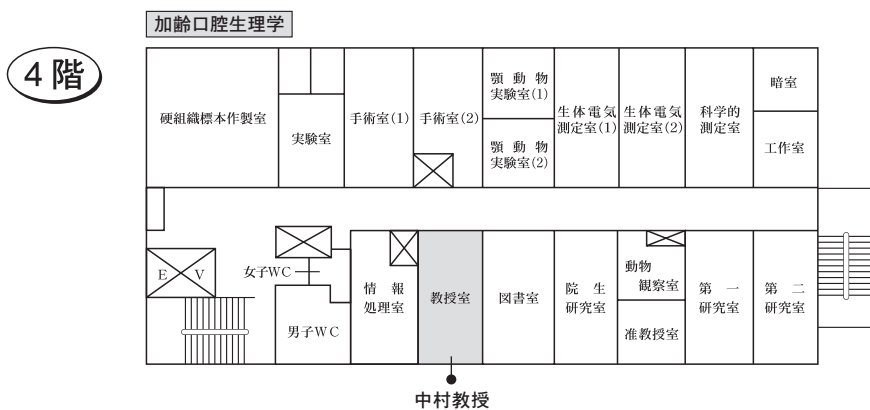 加齢口腔生理学
4階
硬組織標本作製室
実験室
手術室(1)
手術室(2)
顎動物
実験室(1)
顎動物
実験室(2)
生体電気
測定室(1)
生体電気
測定室(2)
科学的
測定室
暗室
工作室
EV
女子WC
男子WC
情報
処理室
教授室
図書室
院生
研究室
動物
観察室
准教授室
第一
研究室
第二
研究室
中村教授